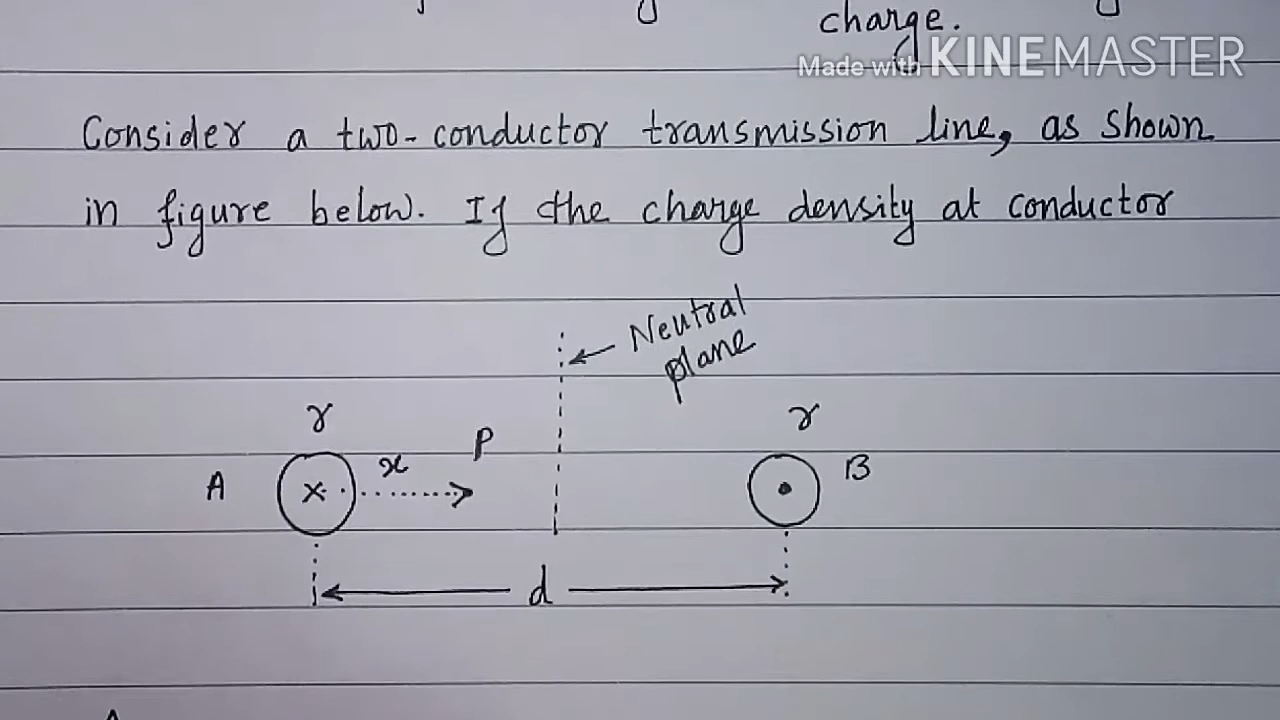 charge.
Made with KINEMASTER
Consider a two-conductor transmission line, as shown
in figure below. If the charge density at conductor
Neutral
plane
r r
P
x
A × B
d